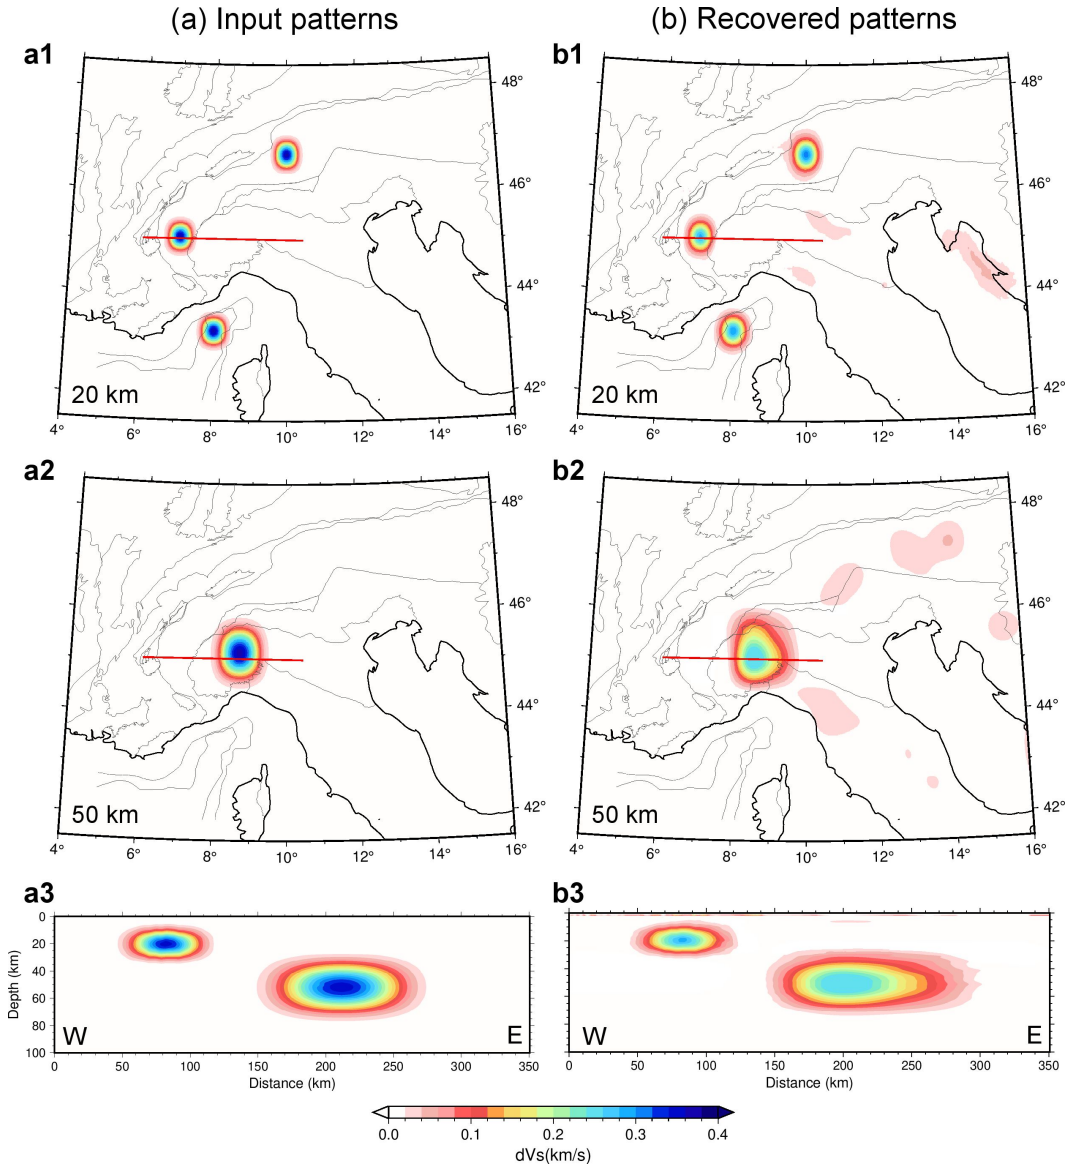 (a) Input patterns (b) Recovered patterns
a1 b1
48° 48°
46° 46°
44° 44°
42° 42°
20 km 20 km
4° 6° 8° 10° 12° 14° 16° 4° 6° 8° 10° 12° 14° 16°
a2 b2
48° 48°
46° 46°
44° 44°
42° 42°
50 km 50 km
4° 6° 8° 10° 12° 14° 16° 4° 6° 8° 10° 12° 14° 16°
a3 b3
0
20
40
60
80
100
Depth (km)
W E W E
0 50 100 150 200 250 300 350 0 50 100 150 200 250 300 350
Distance (km) Distance (km)
0.0 0.1 0.2 0.3 0.4
dVs(km/s)